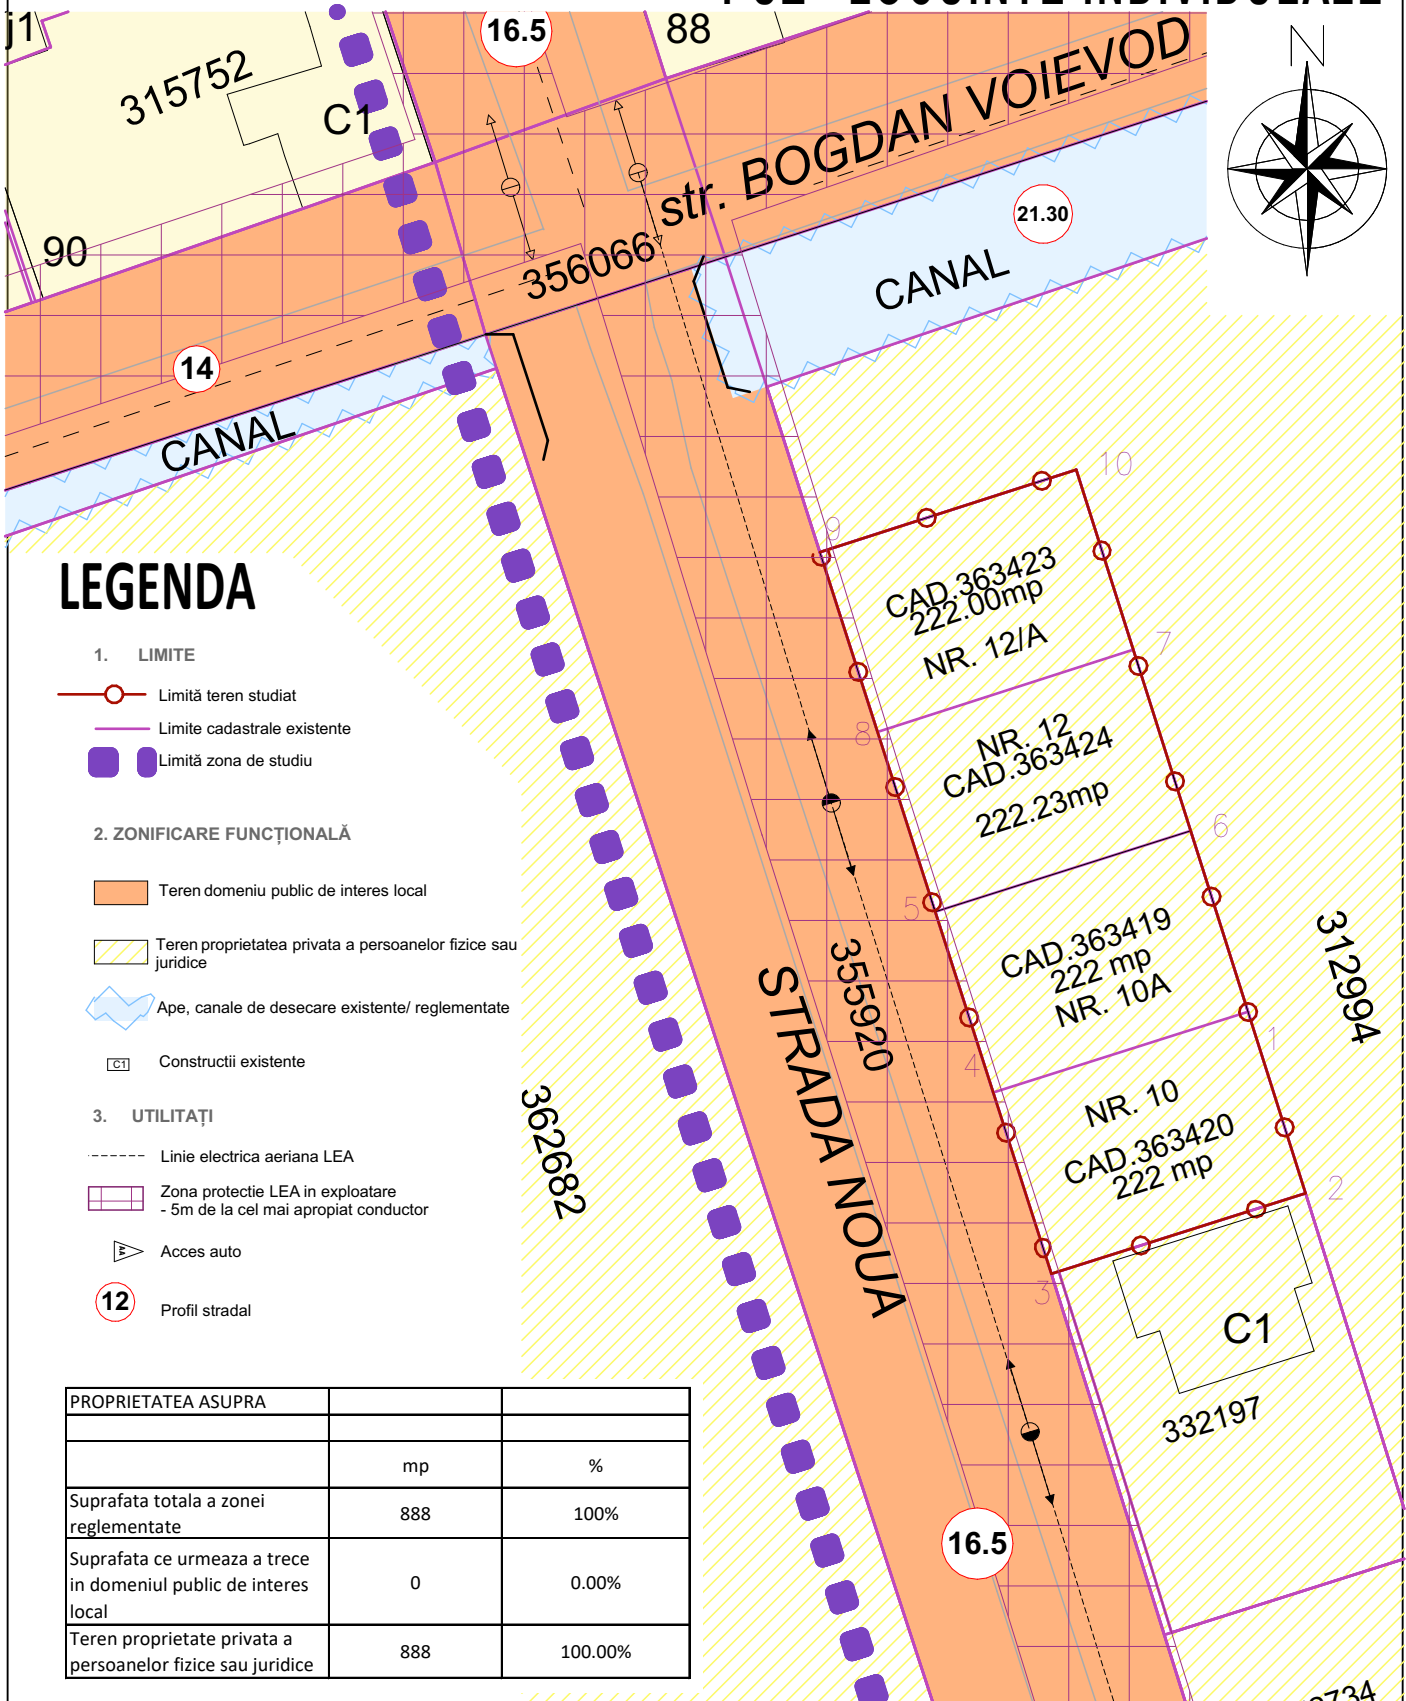 j1
315752
C1
16.5
88
str. BOGDAN VOIEVOD
N
21.30
CANAL
90
356066
14
CANAL
10
9
CAD.363423
222.00mp
NR. 12/A
7
8
NR. 12
CAD.363424
222.23mp
6
5
CAD.363419
222 mp
NR. 10A
312994
355920
STRADA NOUA
4
1
NR. 10
CAD.363420
222 mp
2
3
362682
C1
332197
16.5
LEGENDA
1. LIMITE
Limită teren studiat
Limite cadastrale existente
Limită zona de studiu
2. ZONIFICARE FUNCȚIONALĂ
Teren domeniu public de interes local
Teren proprietatea privata a persoanelor fizice sau
juridice
Ape, canale de desecare existente/ reglementate
C1
Constructii existente
3. UTILITAȚI
Linie electrica aeriana LEA
Zona protectie LEA in exploatare
- 5m de la cel mai apropiat conductor
Acces auto
12
Profil stradal
PROPRIETATEA ASUPRA
mp %
Suprafata totala a zonei
reglementate 888 100%
Suprafata ce urmeaza a trece
in domeniul public de interes 0 0.00%
local
Teren proprietate privata a
persoanelor fizice sau juridice 888 100.00%